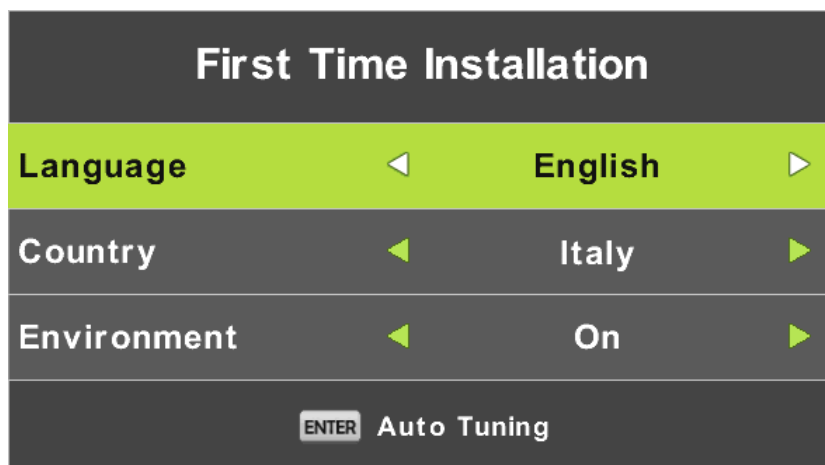 First Time Installation
Language English
Country Italy
Environment On
ENTER Auto Tuning